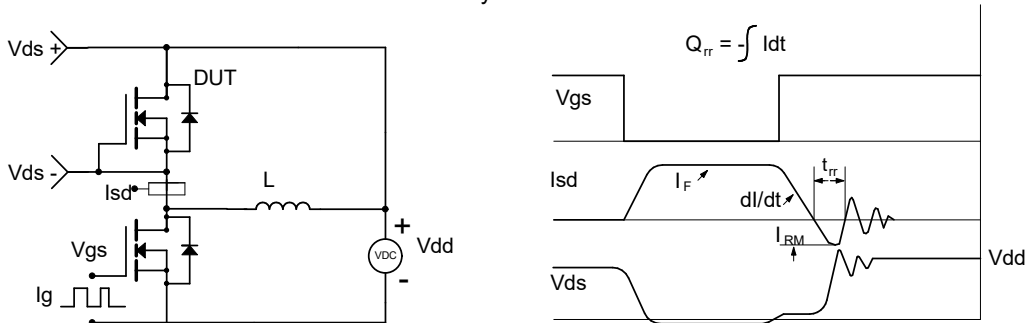 Vds +
DUT
Vds -
Isd
L
Vgs
Ig
VDC
+
-
Vdd
Qrr = -∫ Idt
Vgs
Isd
IF
dI/dt
trr
IRM
Vds
Vdd